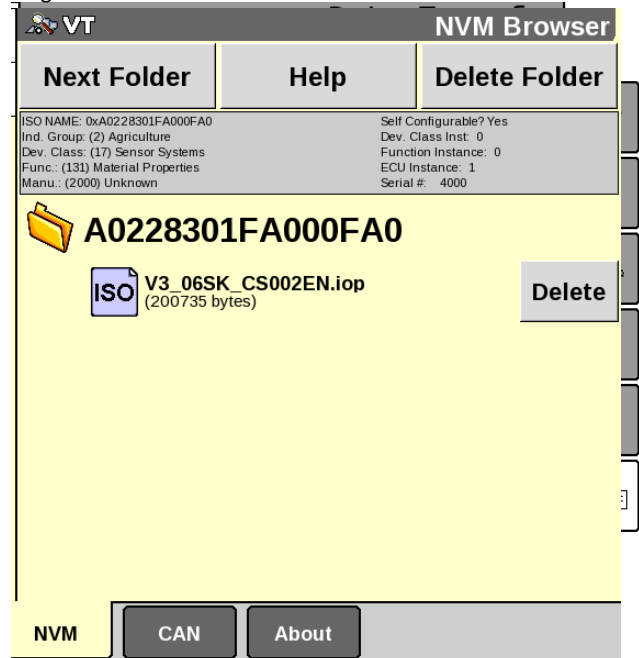 VT
NVM Browser
Next Folder
Help
Delete Folder
ISO NAME: 0xA0228301FA000FA0
Ind. Group: (2) Agriculture
Dev. Class: (17) Sensor Systems
Func.: (131) Material Properties
Manu.: (2000) Unknown
Self Configurable? Yes
Dev. Class Inst: 0
Function Instance: 0
ECU Instance: 1
Serial #: 4000
A0228301FA000FA0
ISO
V3_06SK_CS002EN.iop
(200735 bytes)
Delete
NVM
CAN
About